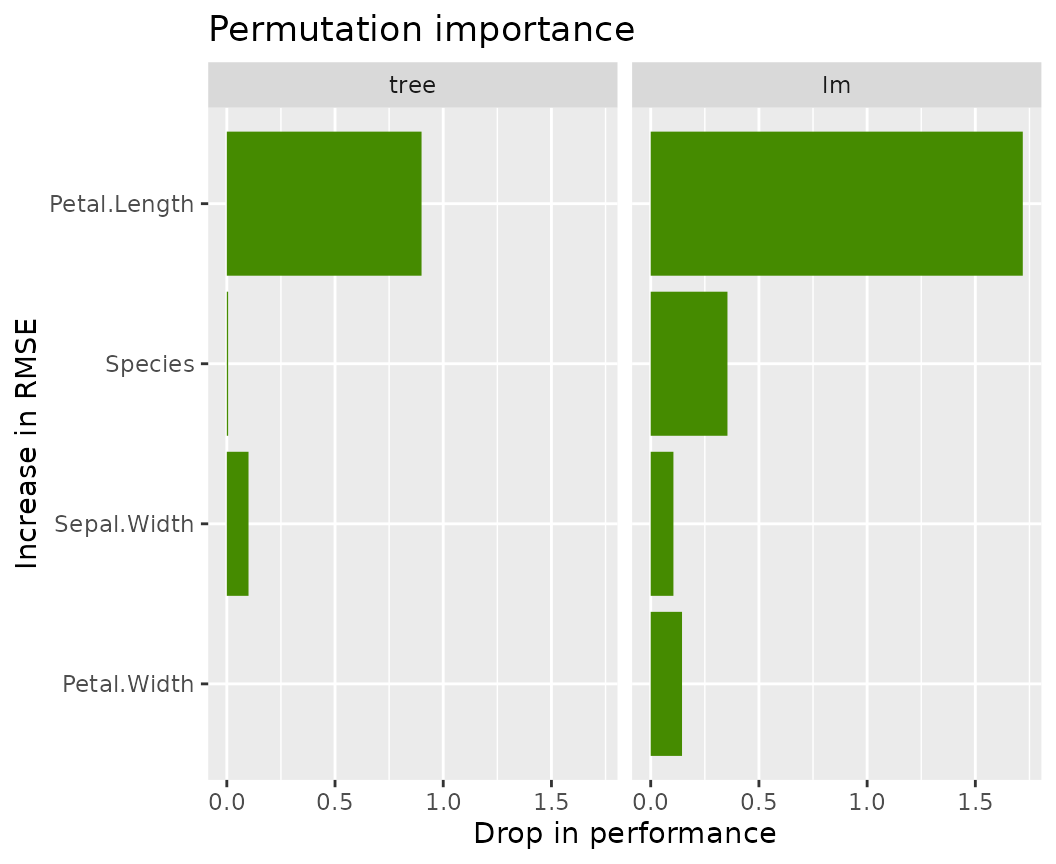 Permutation importance
tree
lm
Petal.Length
Species
Sepal.Width
Petal.Width
Increase in RMSE
0.0 0.5 1.0 1.5
0.0 0.5 1.0 1.5
Drop in performance